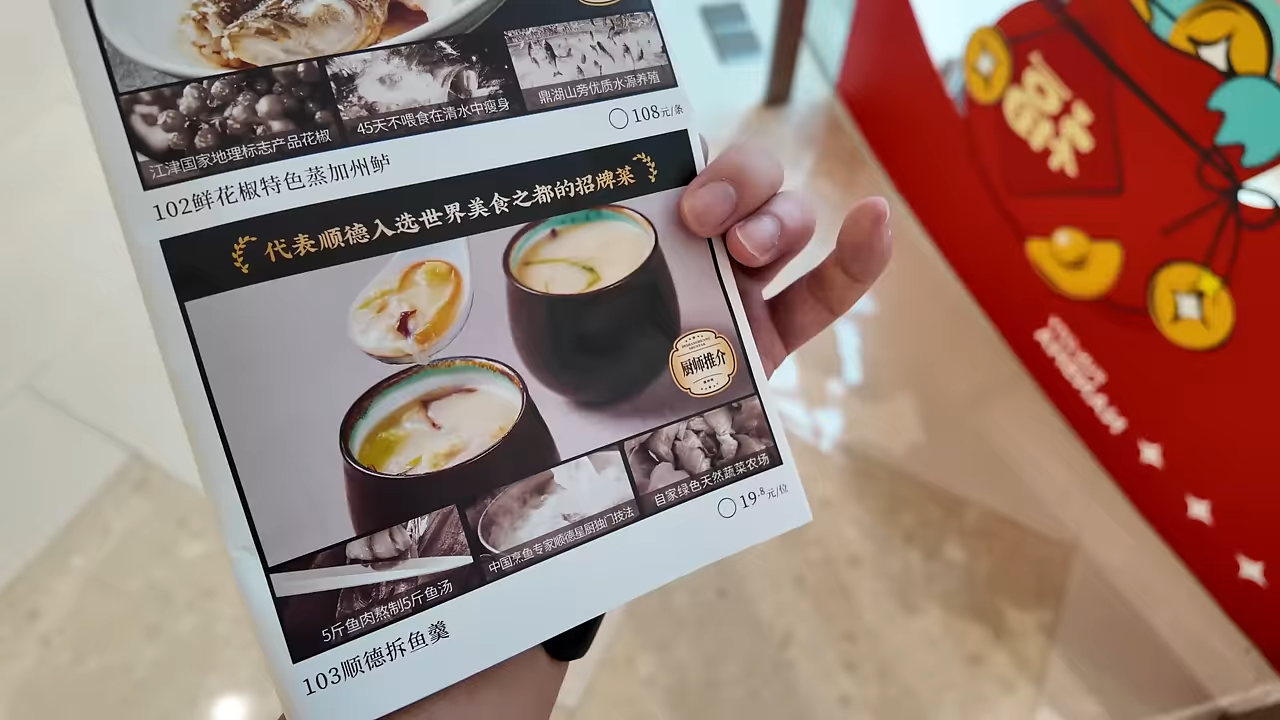 江津国家地理标志产品花椒
45天不喂食在清水中瘦身
鼎湖山旁优质水源养殖
102鲜花椒特色蒸加州鲈
108元/条
代表顺德入选世界美食之都的招牌菜
厨师推介
5斤鱼肉熬制5斤鱼汤
中国烹鱼专家顺德星厨独门技法
自家绿色天然蔬菜农场
103顺德拆鱼羹
19.8元/位